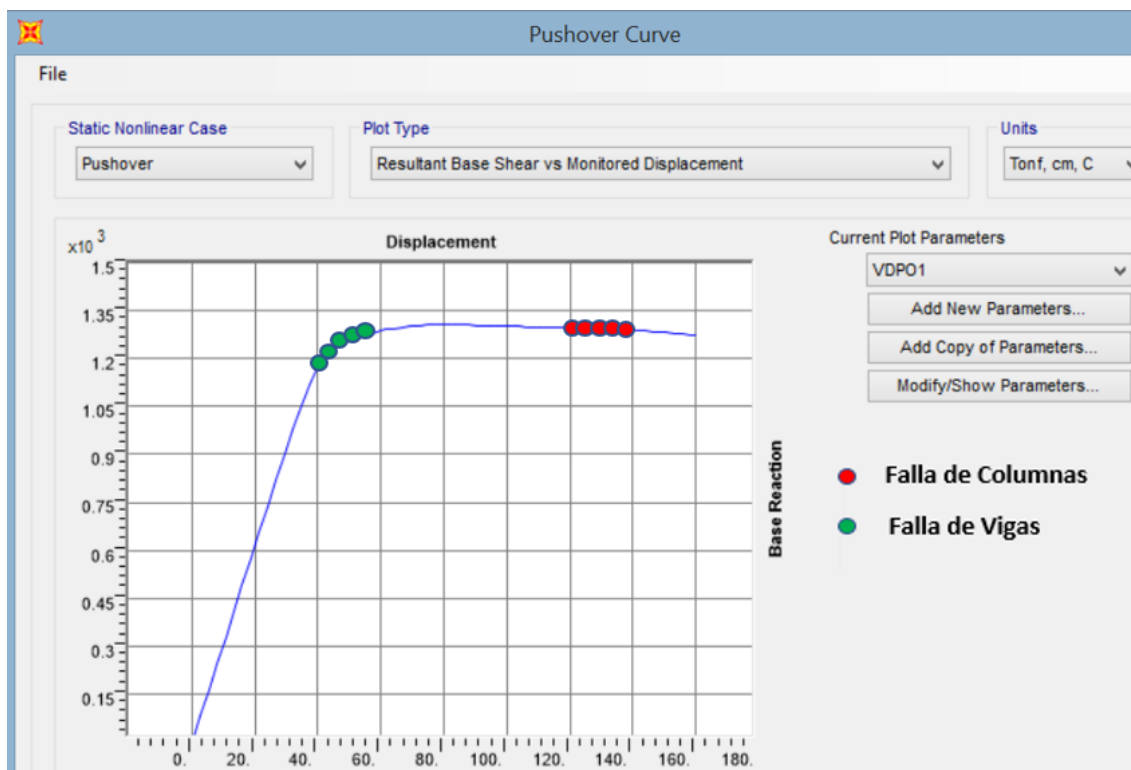 Pushover Curve
File
Static Nonlinear Case
Plot Type
Units
Pushover
Resultant Base Shear vs Monitored Displacement
Tonf, cm, C
x10 3
Displacement
Current Plot Parameters
VDPO1
Add New Parameters...
Add Copy of Parameters...
Modify/Show Parameters...
1.5
1.35
1.2
1.05
0.9
0.75
0.6
0.45
0.3
0.15
Base Reaction
Falla de Columnas
Falla de Vigas
0. 20. 40. 60. 80. 100. 120. 140. 160. 180.